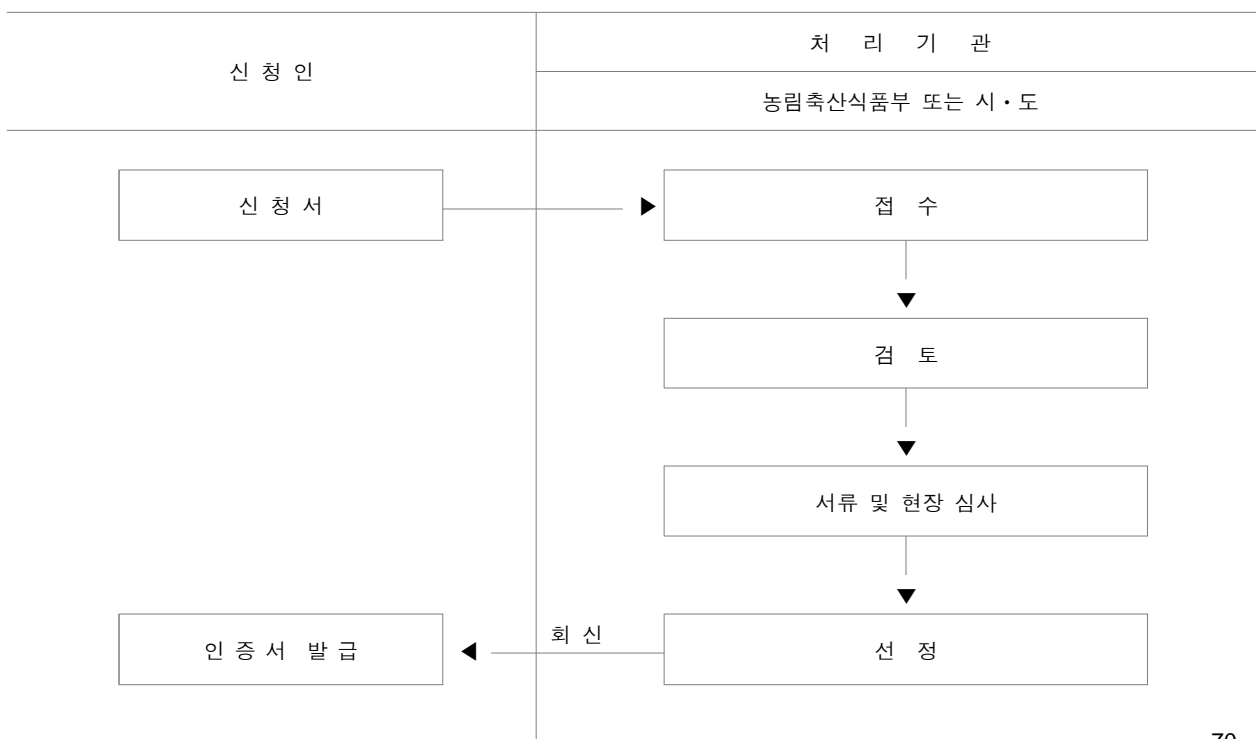 신 청 인
처 리 기 관
농림축산식품부 또는 시・도
신 청 서
접 수
검 토
서류 및 현장 심사
회 신
인 증 서 발 급
선 정